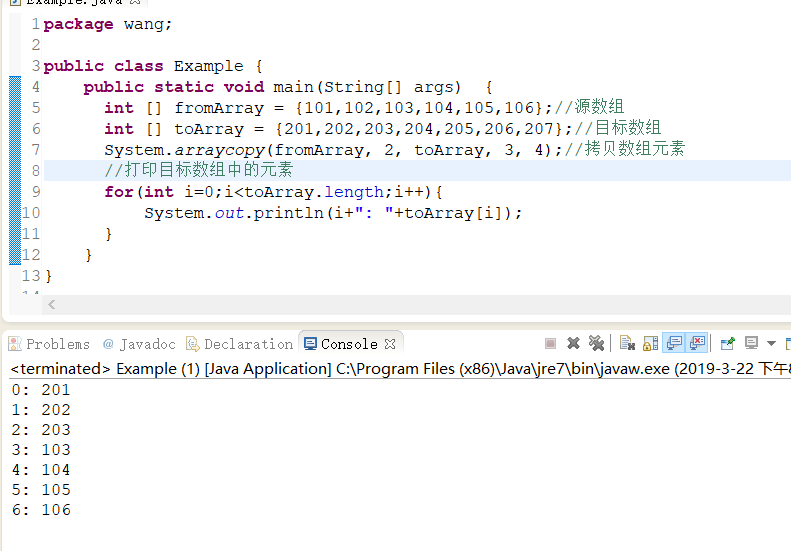 Example.java
1 package wang;
2
3 public class Example {
4     public static void main(String[] args)  {
5       int [] fromArray = {101,102,103,104,105,106};//源数组
6       int [] toArray = {201,202,203,204,205,206,207};//目标数组
7       System.arraycopy(fromArray, 2, toArray, 3, 4);//拷贝数组元素
8       //打印目标数组中的元素
9       for(int i=0;i<toArray.length;i++){
10           System.out.println(i+": "+toArray[i]);
11       }
12     }
13 }
14
Problems @ Javadoc Declaration Console
<terminated> Example (1) [Java Application] C:\Program Files (x86)\Java\jre7\bin\javaw.exe (2019-3-22 下午
0: 201
1: 202
2: 203
3: 103
4: 104
5: 105
6: 106